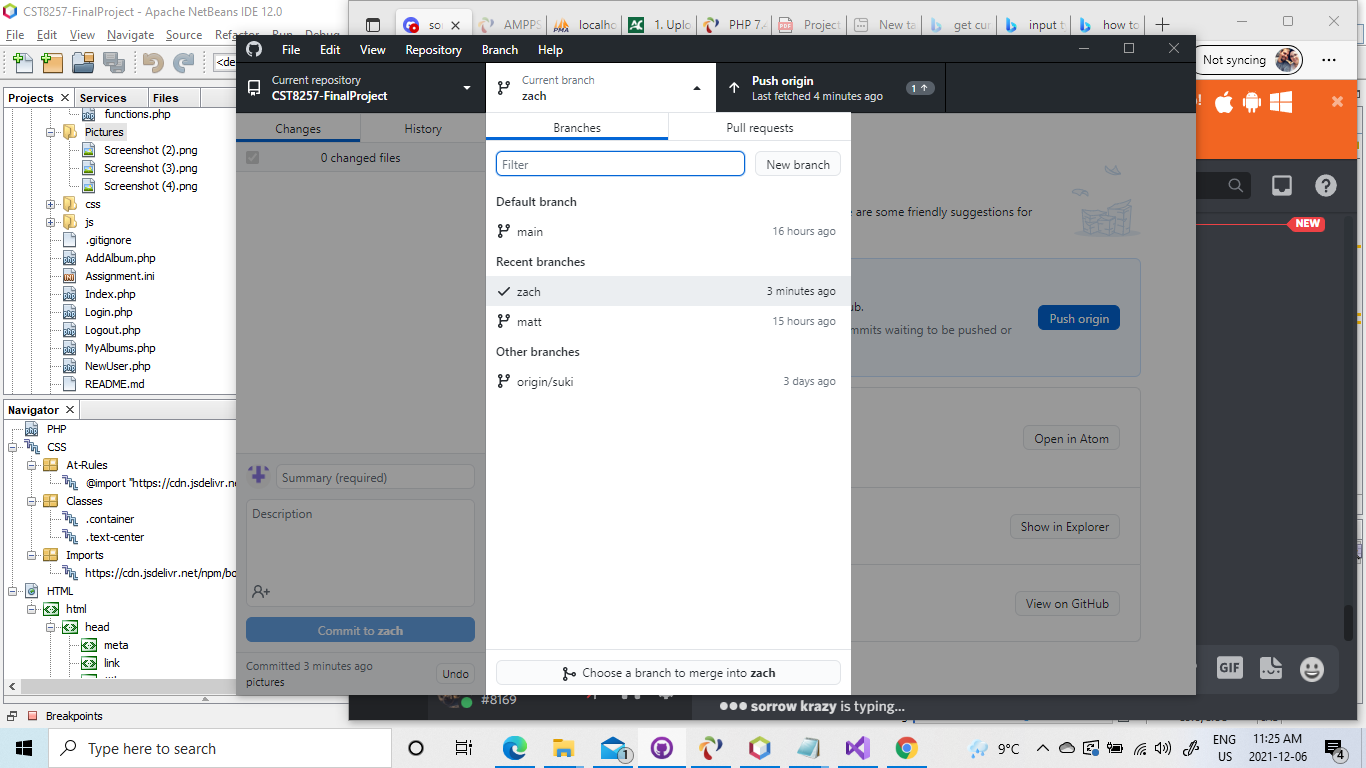 CST8257-FinalProject - Apache NetBeans IDE 12.0
File Edit View Navigate Source Refactor Run Debug
<de
Projects Services Files
functions.php
Pictures
Screenshot (2).png
Screenshot (3).png
Screenshot (4).png
css
js
.gitignore
AddAlbum.php
Assignment.ini
Index.php
Login.php
Logout.php
MyAlbums.php
NewUser.php
README.md
Navigator
PHP
CSS
At-Rules
@import "https://cdn.jsdelivr.ne
Classes
.container
.text-center
Imports
https://cdn.jsdelivr.net/npm/bo
HTML
html
head
meta
link
Breakpoints
so
AMPPS
localhc
1. Uplo
PHP 7.4
Project
New ta
get cur
input t
how to
Not syncing
File Edit View Repository Branch Help
Current repository
CST8257-FinalProject
Current branch
zach
Push origin
Last fetched 4 minutes ago
1
Changes History
0 changed files
Branches Pull requests
Filter
New branch
Default branch
main 16 hours ago
Recent branches
zach 3 minutes ago
matt 15 hours ago
Other branches
origin/suki 3 days ago
Choose a branch to merge into zach
Summary (required)
Description
Commit to zach
Committed 3 minutes ago
pictures
Undo
e are some friendly suggestions for
ub.
mmits waiting to be pushed or
Push origin
Open in Atom
Show in Explorer
View on GitHub
NEW
GIF
#8169
sorrow krazy is typing...
Type here to search
1
9°C
ENG
US
11:25 AM
2021-12-06
4